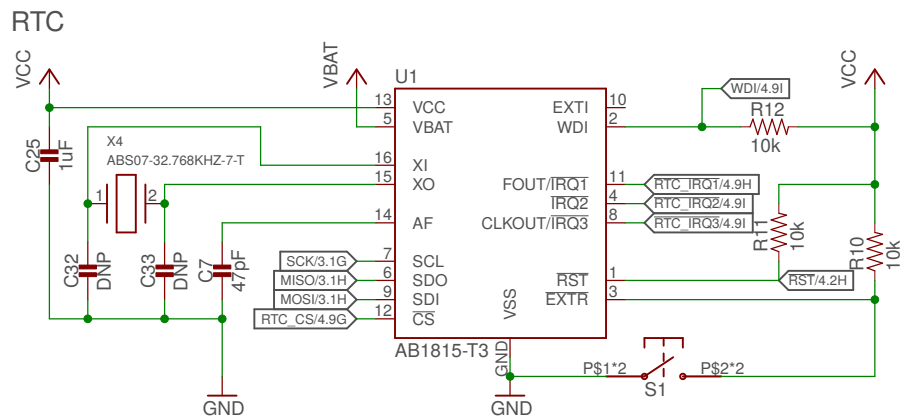 RTC
VCC
VBAT
VCC
U1
WDI/4.9I
13 VCC EXTI 10
5 VBAT WDI 2
R12
10k
C25
1uF
X4
ABS07-32.768KHZ-7-T
16 XI
15 XO
1 2
FOUT/IRQ1 11 RTC_IRQ1/4.9H
IRQ2 4 RTC_IRQ2/4.9I
14 AF CLKOUT/IRQ3 8 RTC_IRQ3/4.9I
R11
10k
R10
10k
C32
DNP
C33
DNP
C7
47pF
SCK/3.1G 7 SCL
MISO/3.1H 6 SDO RST 1 RST/4.2H
MOSI/3.1H 9 SDI EXTR 3
RTC_CS/4.9G 12 CS
VSS
AB1815-T3
GND
P$1*2 P$2*2
S1
GND
GND